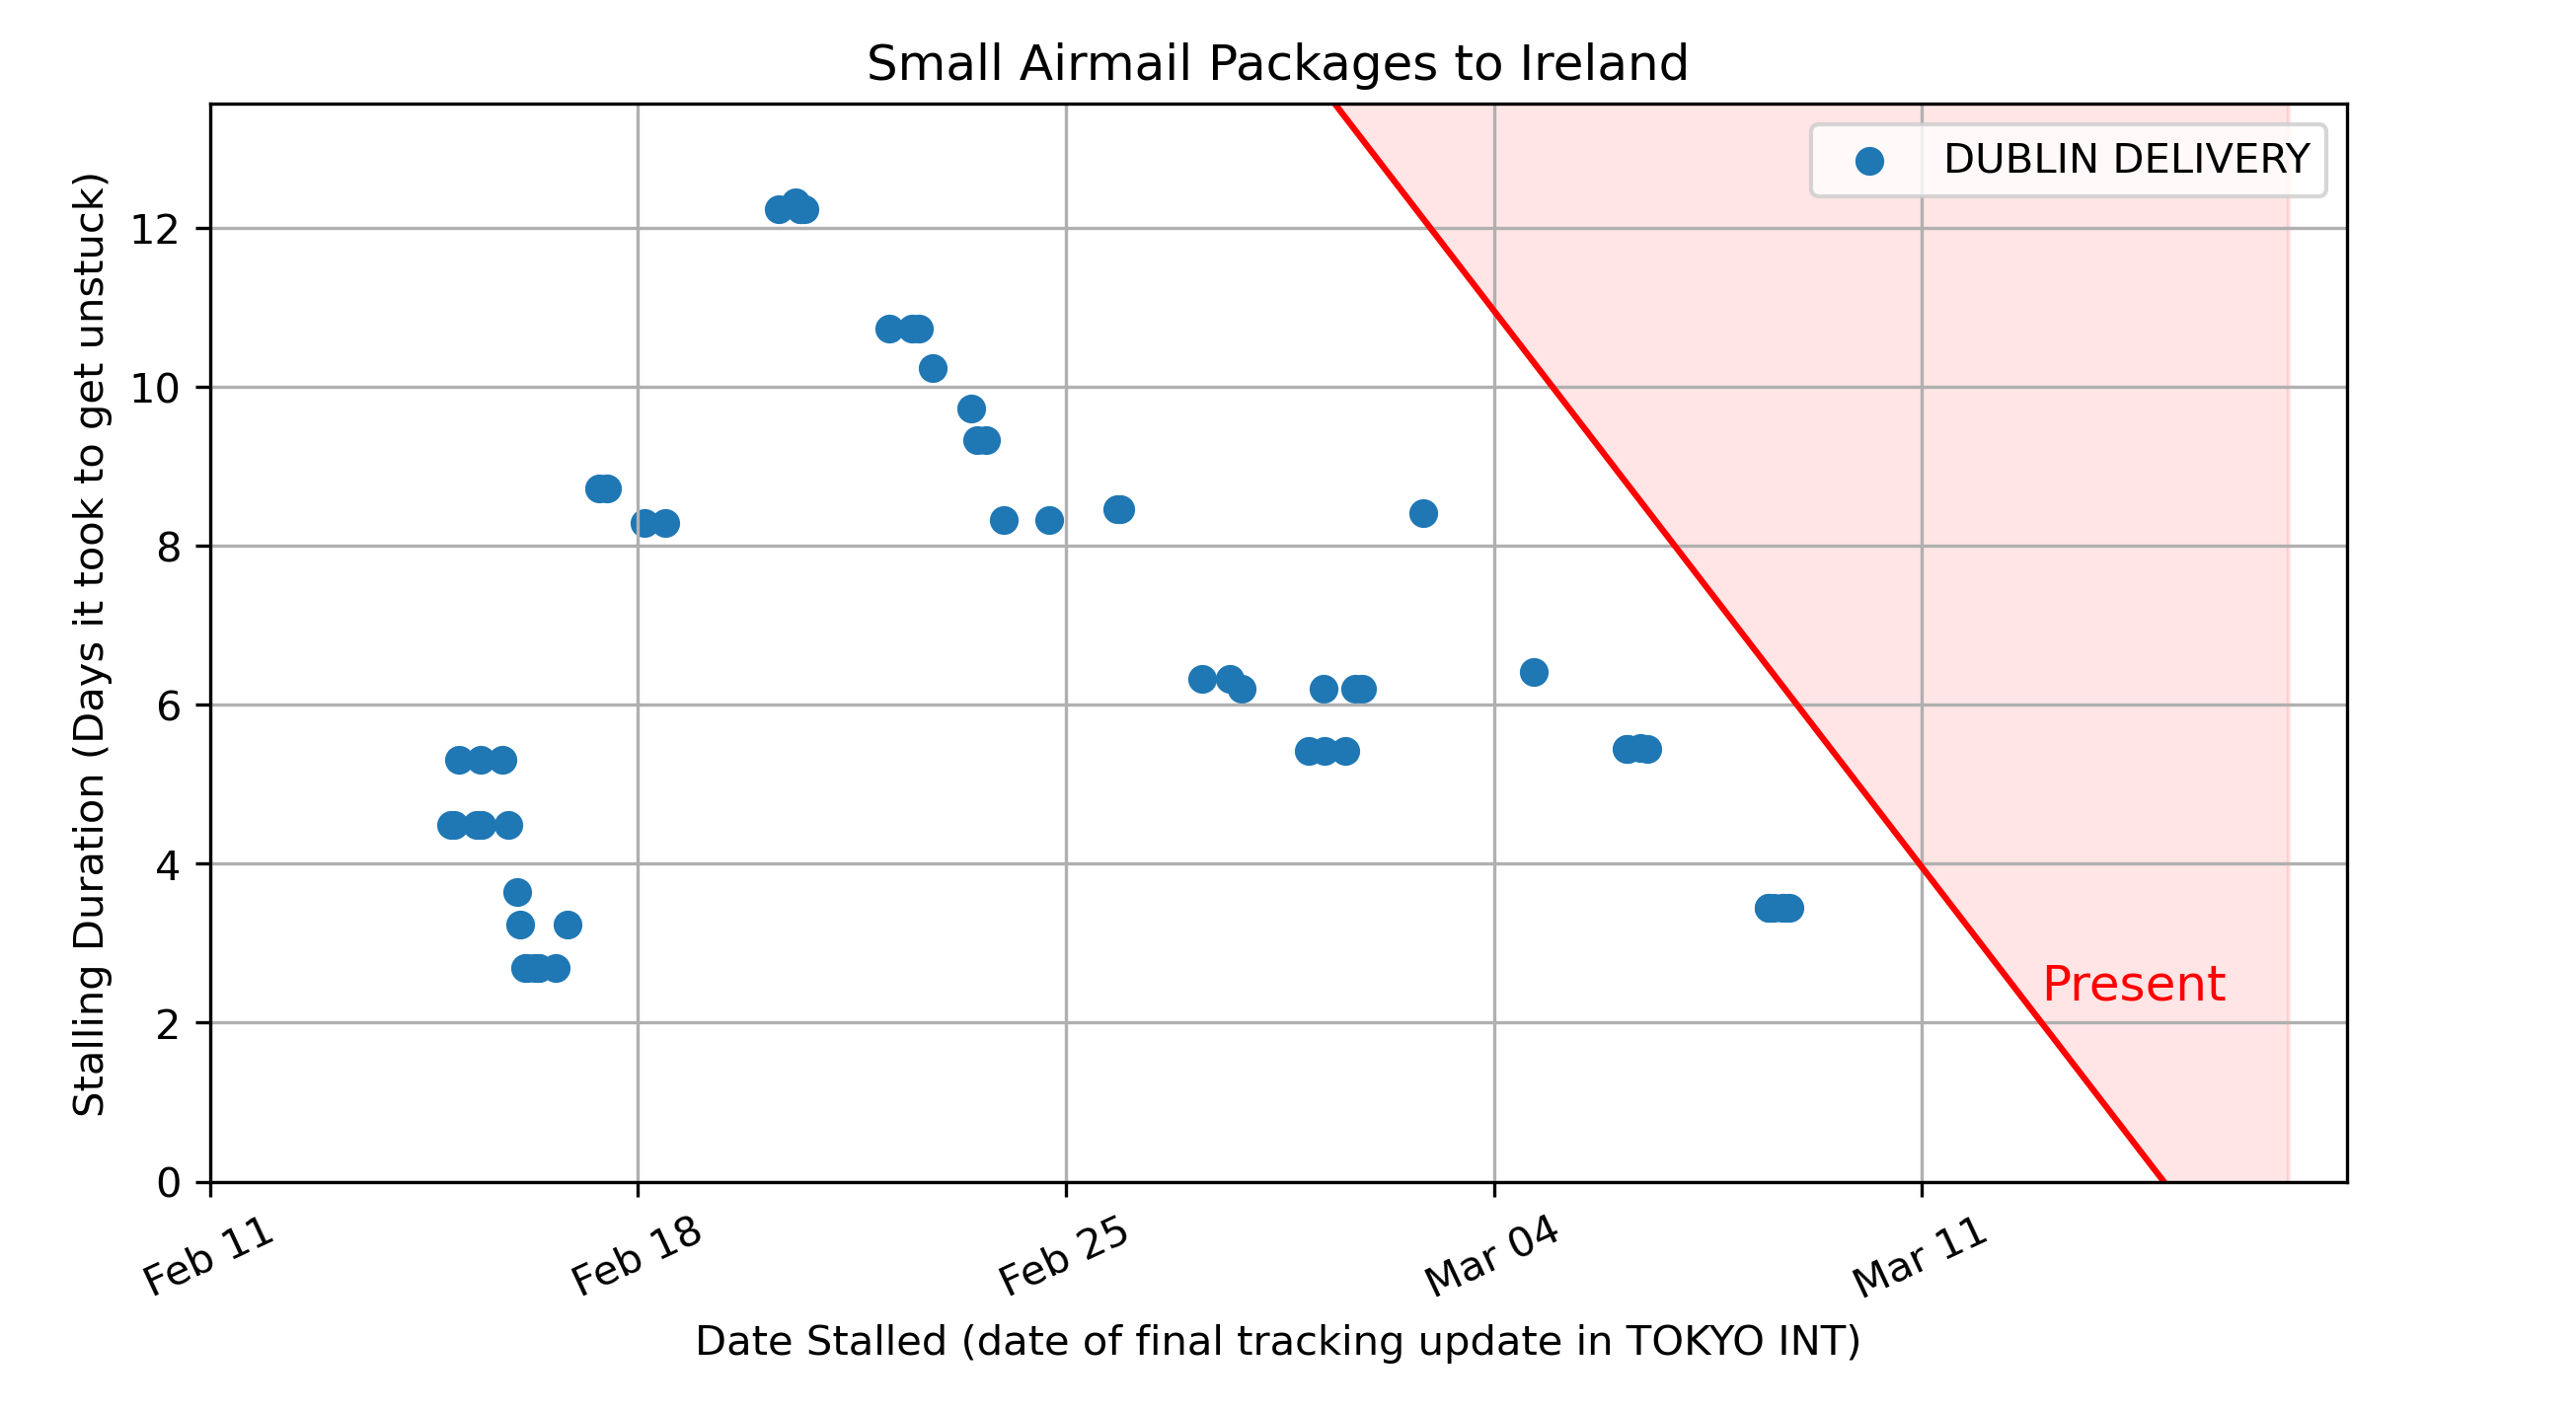 Small Airmail Packages to Ireland
DUBLIN DELIVERY
Stalling Duration (Days it took to get unstuck)
12
10
8
6
4
2
0
Present
Feb 11
Feb 18
Feb 25
Mar 04
Mar 11
Date Stalled (date of final tracking update in TOKYO INT)